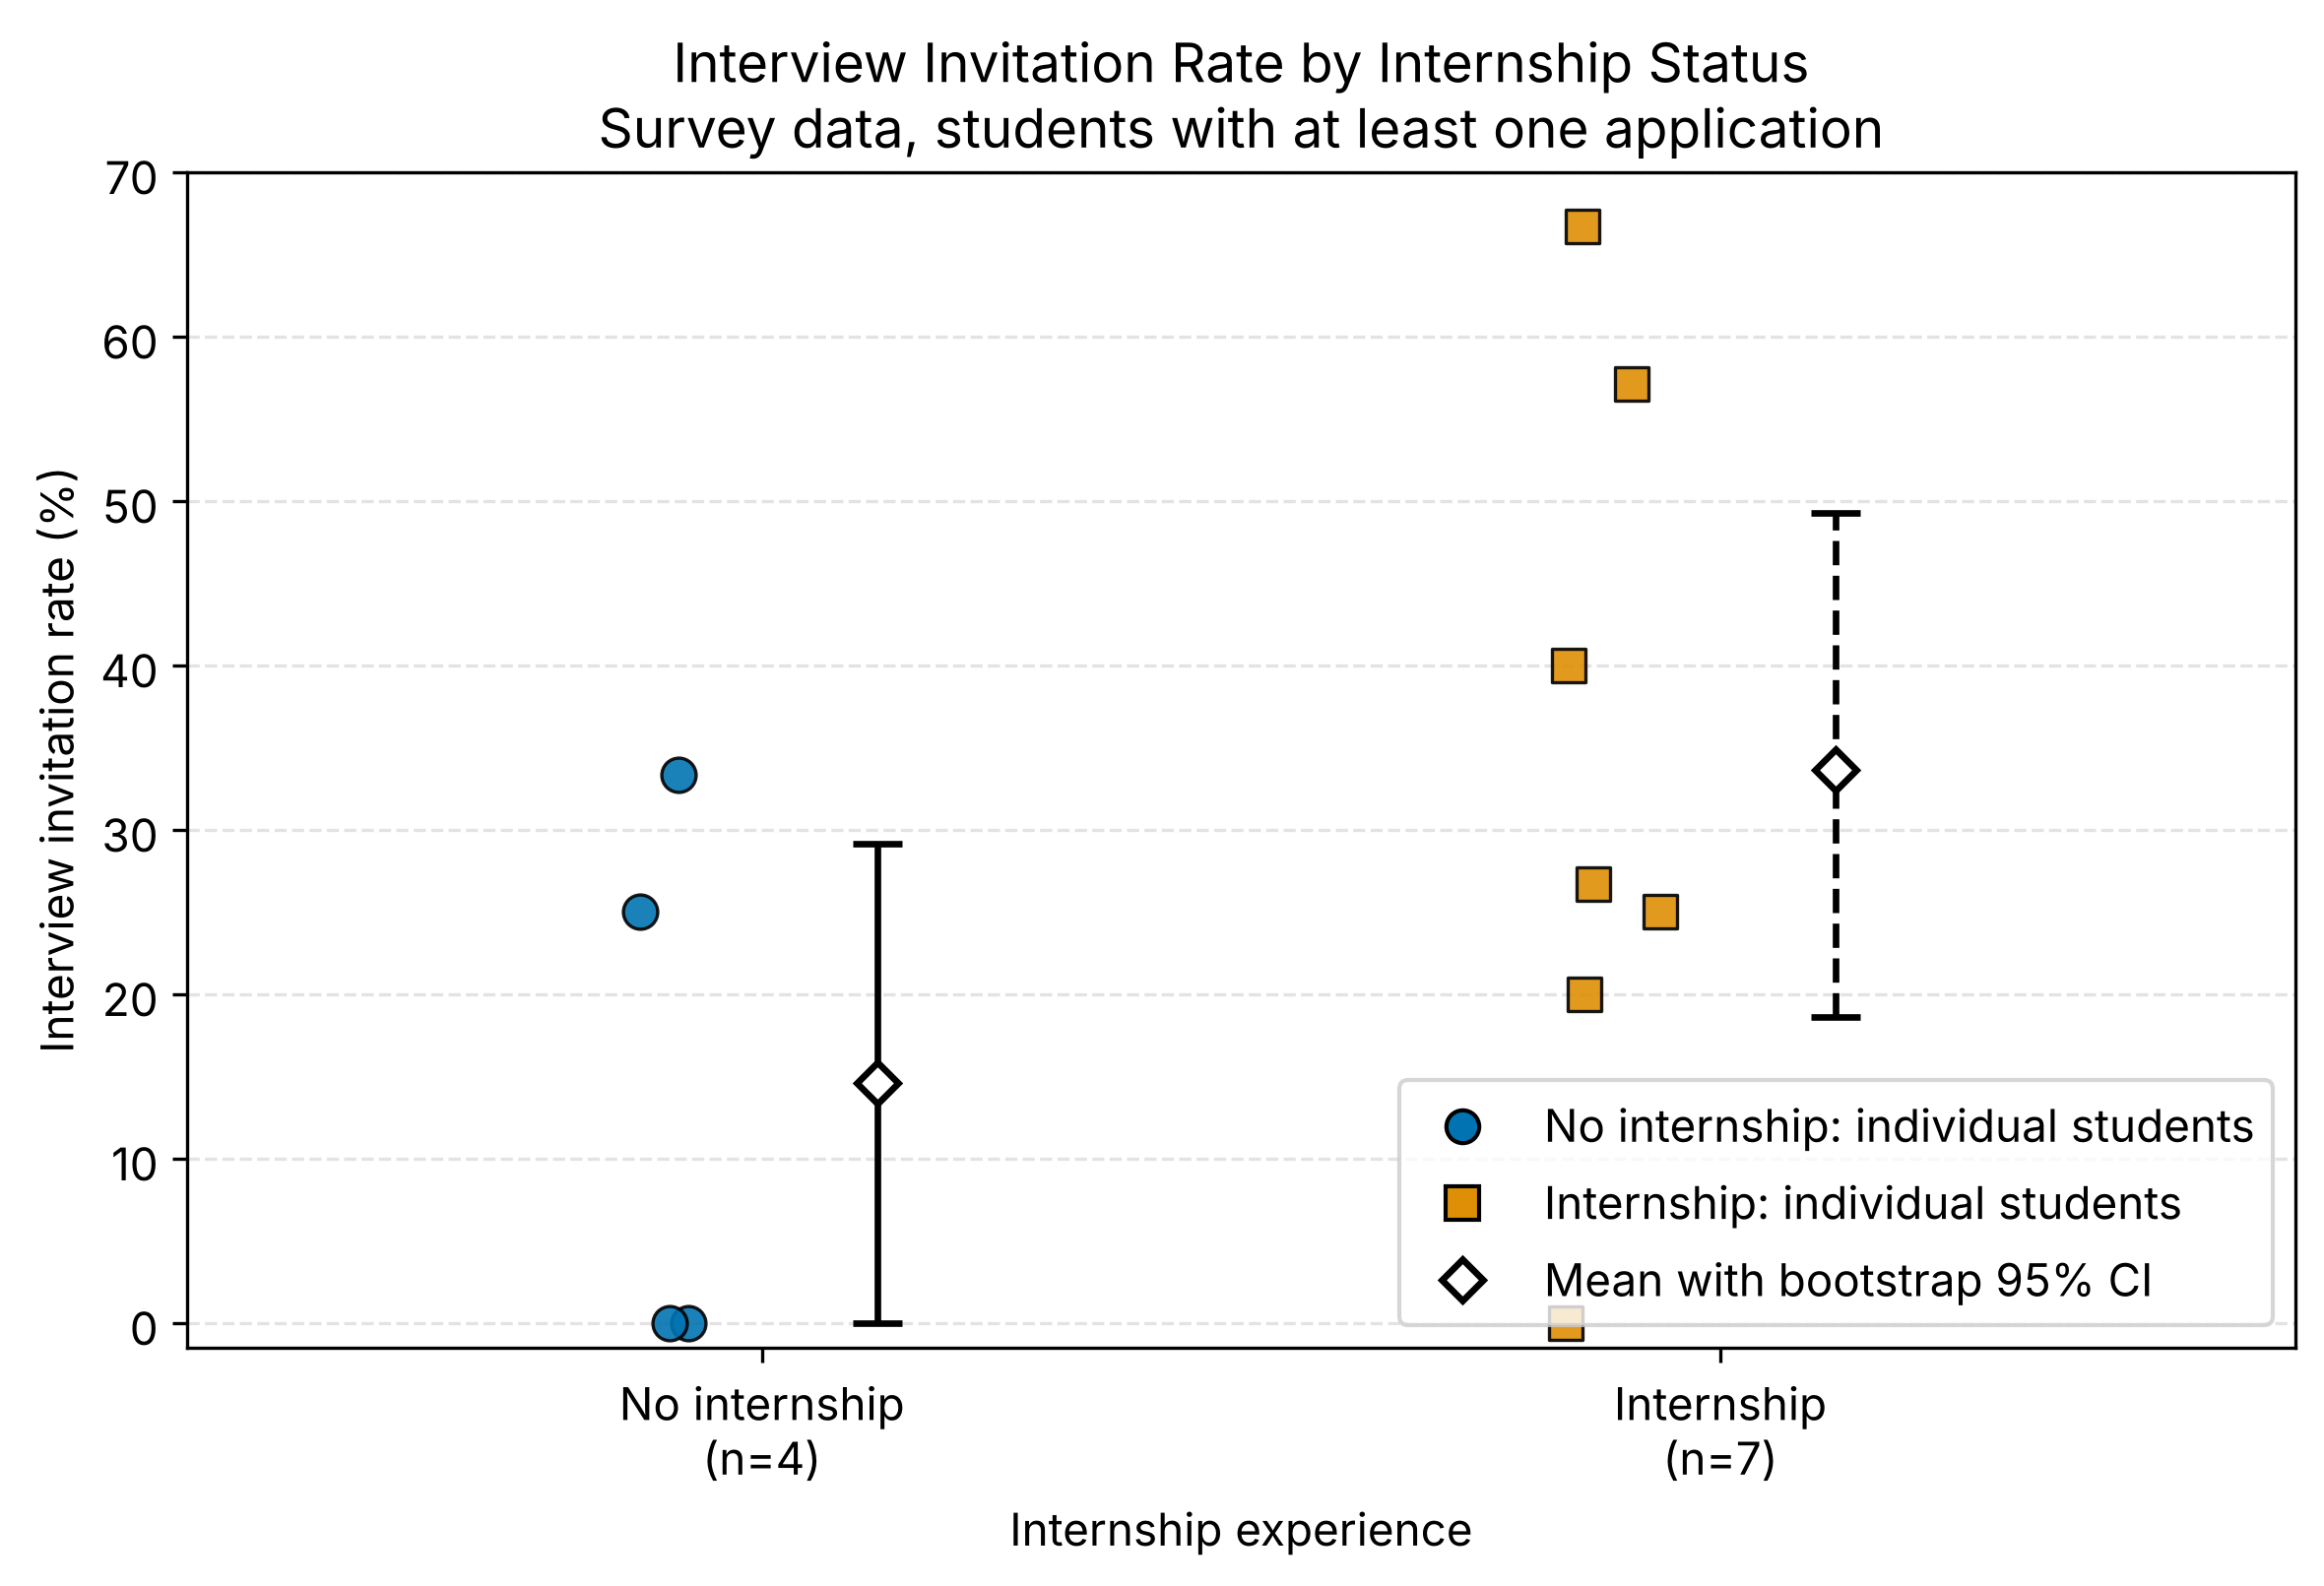 Interview Invitation Rate by Internship Status
Survey data, students with at least one application
Interview invitation rate (%)
70
60
50
40
30
20
10
0
No internship: individual students
Internship: individual students
Mean with bootstrap 95% CI
No internship
(n=4)
Internship
(n=7)
Internship experience